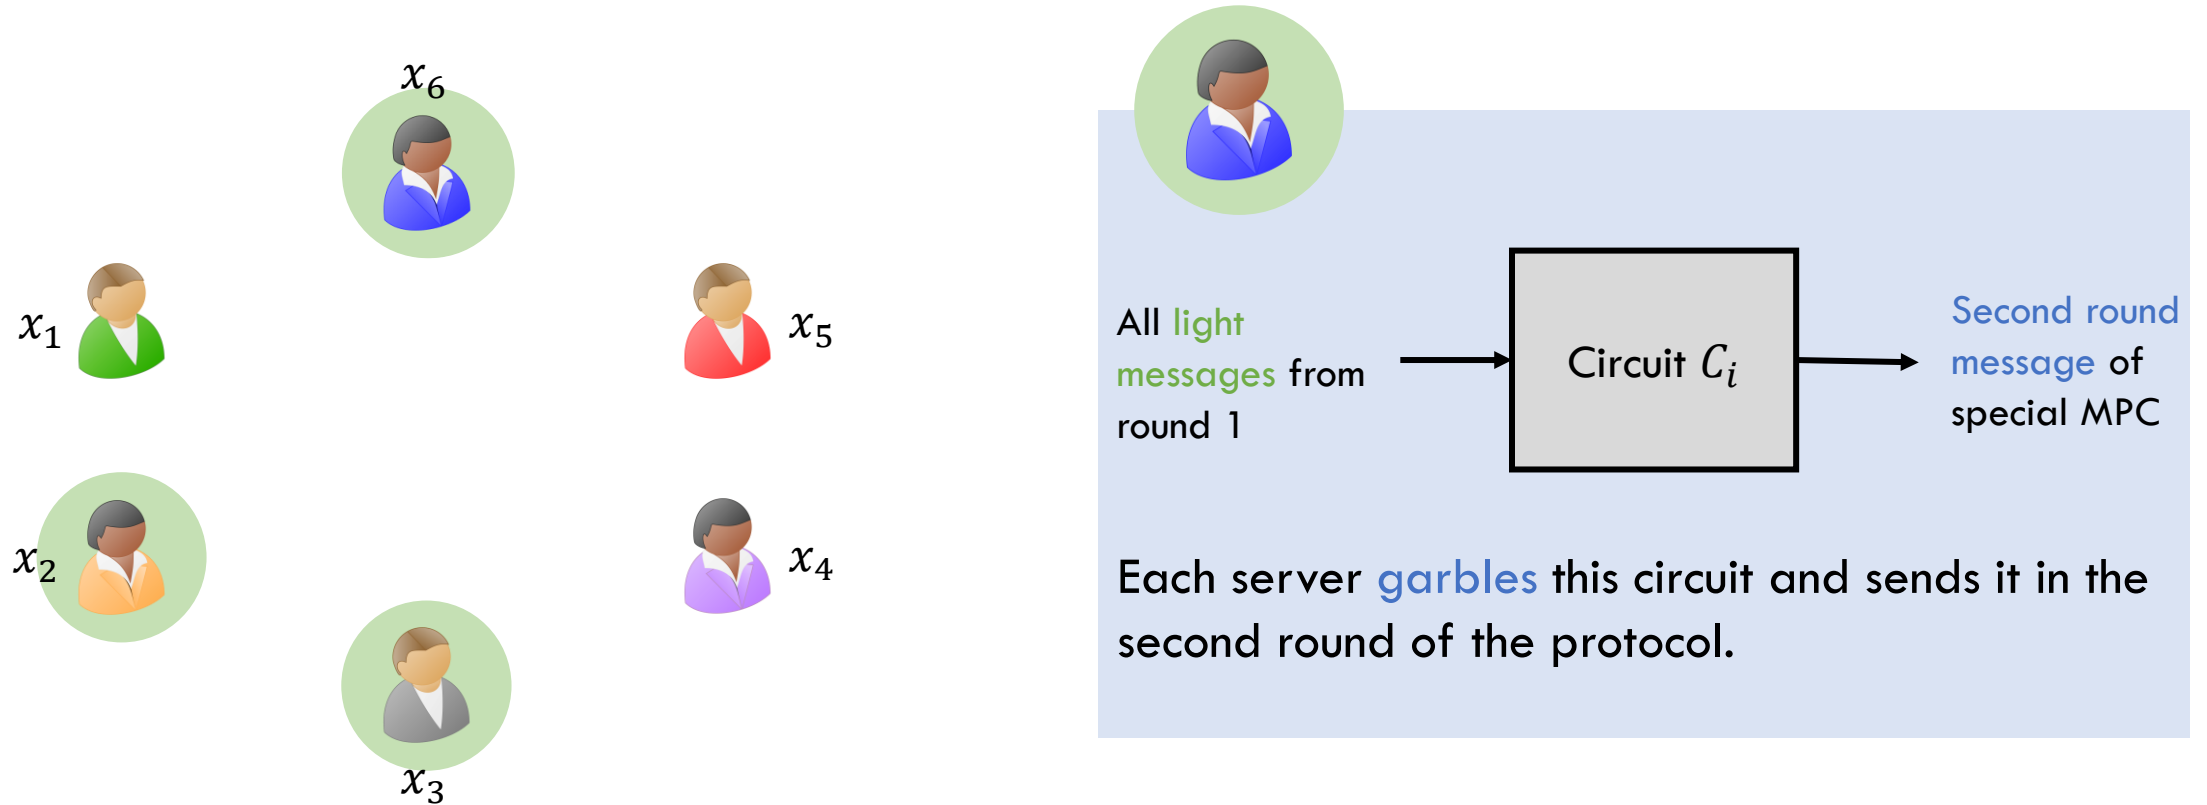 x₆
x₁
x₅
x₂
x₄
x₃
All light
messages from
round 1
Circuit Cᵢ
Second round
message of
special MPC
Each server garbles this circuit and sends it in the
second round of the protocol.